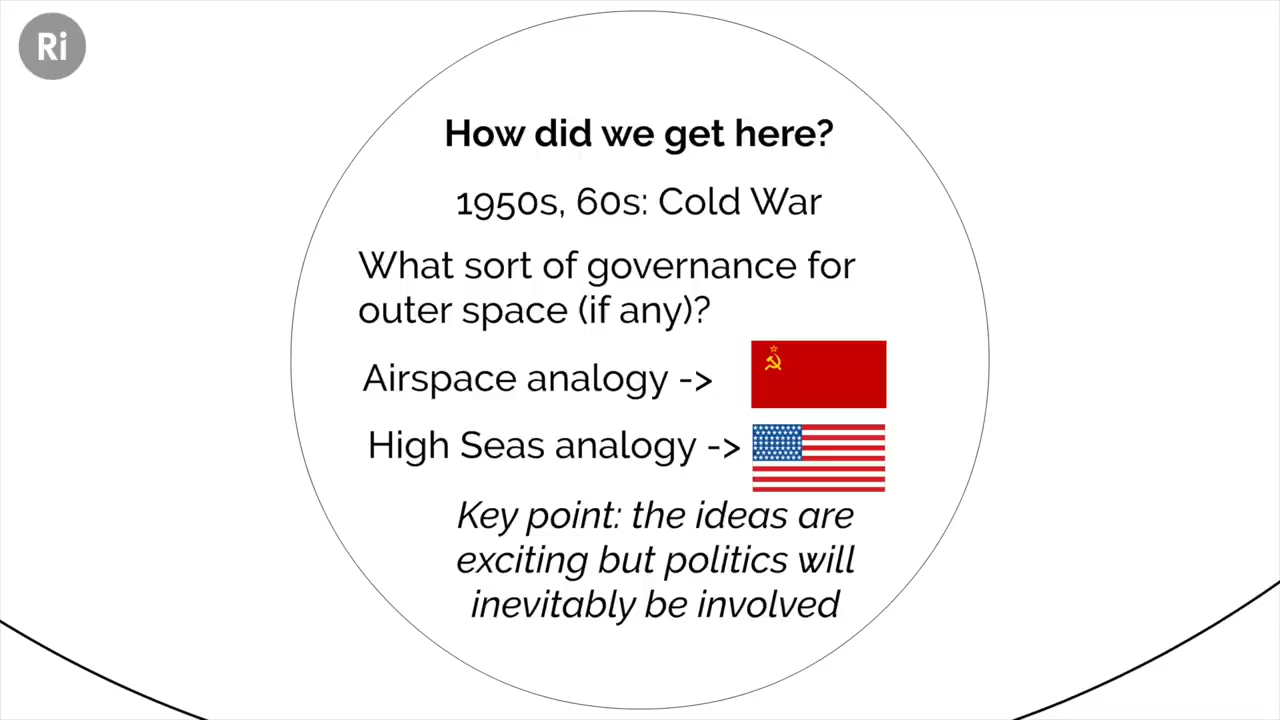 Ri
How did we get here?
1950s, 60s: Cold War
What sort of governance for
outer space (if any)?
Airspace analogy ->
High Seas analogy ->
Key point: the ideas are
exciting but politics will
inevitably be involved